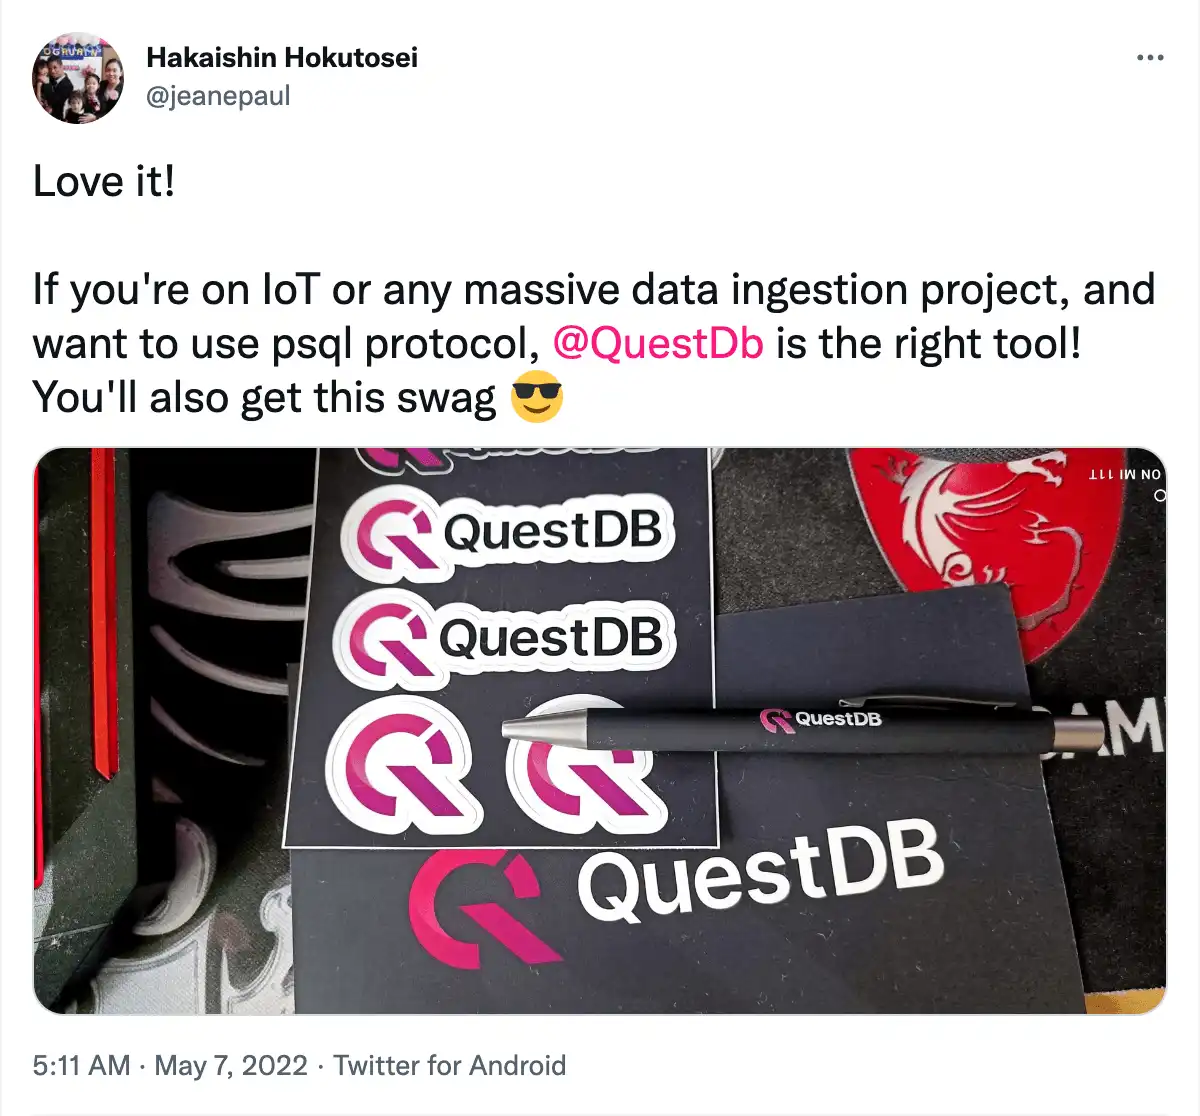 Hakaishin Hokutosei
@jeanepaul
Love it!
If you're on IoT or any massive data ingestion project, and
want to use psql protocol, @QuestDb is the right tool!
You'll also get this swag 😎
QuestDB
QuestDB
QuestDB
QuestDB
5:11 AM · May 7, 2022 · Twitter for Android